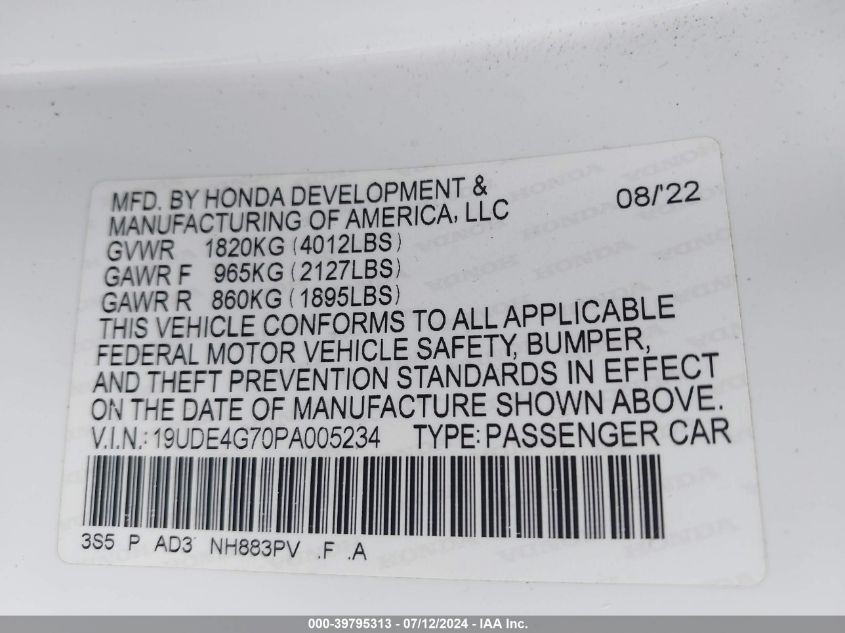 MFD. BY HONDA DEVELOPMENT & 08/'22
MANUFACTURING OF AMERICA, LLC
GVWR 1820KG (4012LBS)
GAWR F 965KG (2127LBS)
GAWR R 860KG (1895LBS)
THIS VEHICLE CONFORMS TO ALL APPLICABLE
FEDERAL MOTOR VEHICLE SAFETY, BUMPER,
AND THEFT PREVENTION STANDARDS IN EFFECT
ON THE DATE OF MANUFACTURE SHOWN ABOVE.
V.I.N.: 19UDE4G70PA005234 TYPE: PASSENGER CAR
3S5 P AD3 NH883PV .F .A
000-39795313 - 07/12/2024 - IAA Inc.